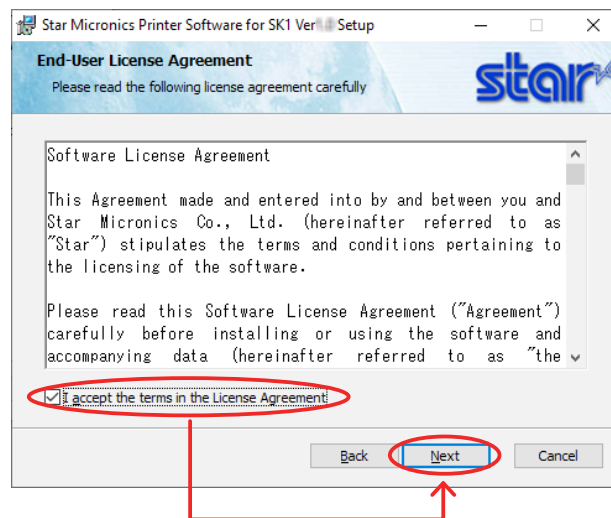 Star Micronics Printer Software for SK1 Ver Setup
End-User License Agreement
Please read the following license agreement carefully
star
Software License Agreement
This Agreement made and entered into by and between you and
Star Micronics Co., Ltd. (hereinafter referred to as
"Star") stipulates the terms and conditions pertaining to
the licensing of the software.
Please read this Software License Agreement ("Agreement")
carefully before installing or using the software and
accompanying data (hereinafter referred to as "the
I accept the terms in the License Agreement
Back
Next
Cancel